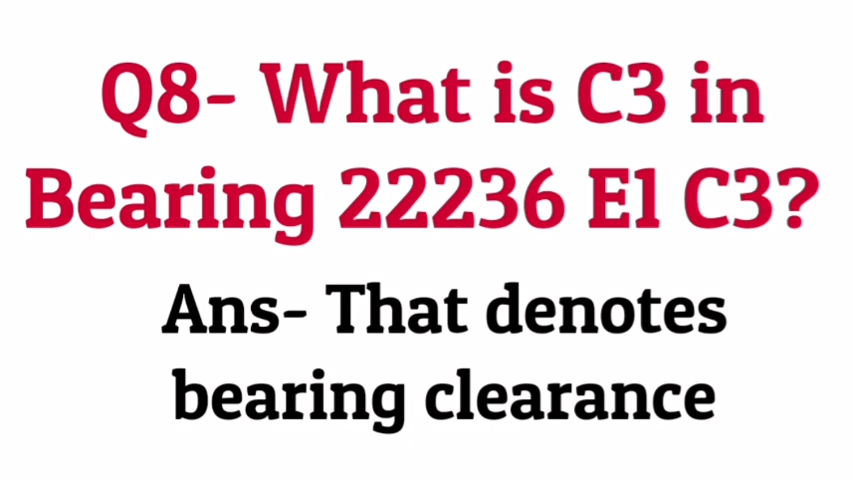 Q8- What is C3 in
Bearing 22236 E1 C3?
Ans- That denotes
bearing clearance